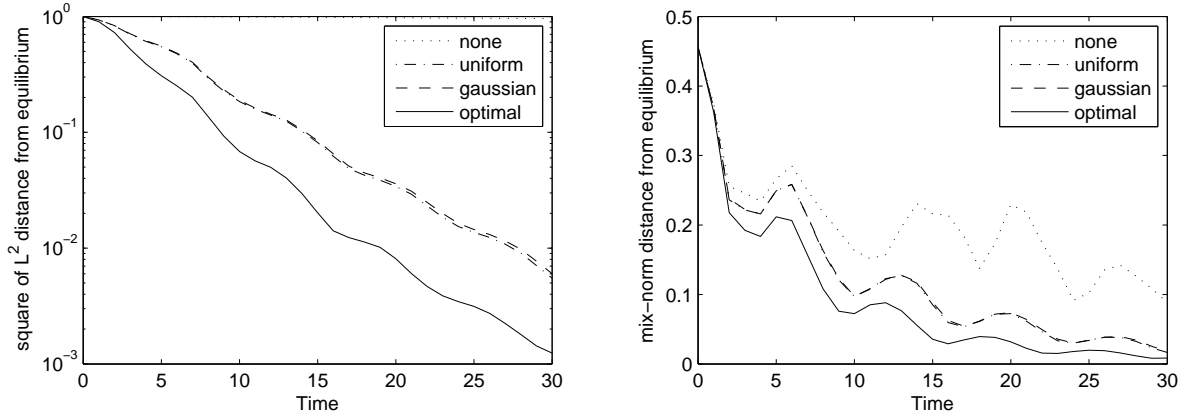 10^0
10^-1
10^-2
10^-3
0 5 10 15 20 25 30
Time
square of L^2 distance from equilibrium
none
uniform
gaussian
optimal
0.5
0.4
0.3
0.2
0.1
0
0 5 10 15 20 25 30
Time
mix-norm distance from equilibrium
none
uniform
gaussian
optimal